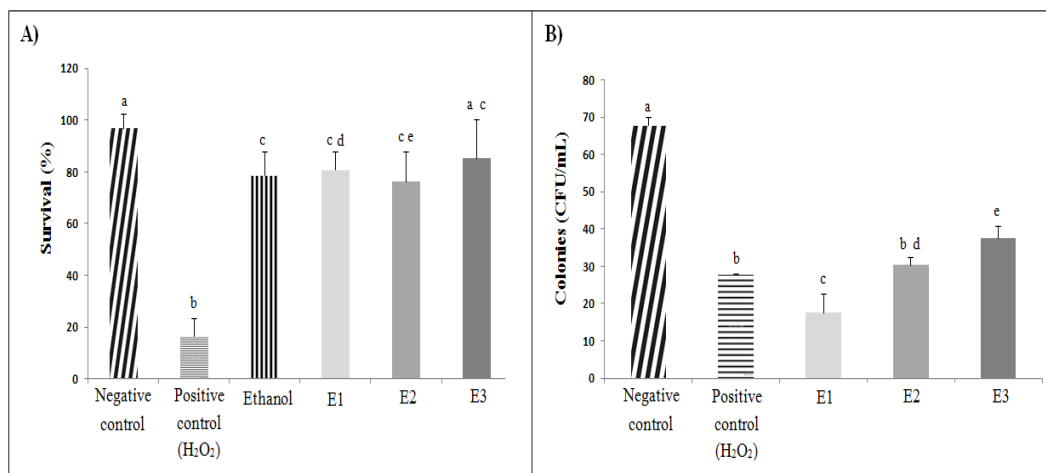 A)
120
100
80
60
40
20
0
Survival (%)
a
b
c
c d
c e
a c
Negative control
Positive control (H₂O₂)
Ethanol
E1
E2
E3
B)
80
70
60
50
40
30
20
10
0
Colonies (CFU/mL)
a
b
c
b d
e
Negative control
Positive control (H₂O₂)
E1
E2
E3